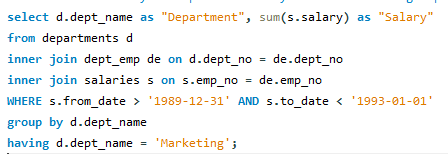 select d.dept_name as "Department", sum(s.salary) as "Salary"
from departments d
inner join dept_emp de on d.dept_no = de.dept_no
inner join salaries s on s.emp_no = de.emp_no
WHERE s.from_date > '1989-12-31' AND s.to_date < '1993-01-01'
group by d.dept_name
having d.dept_name = 'Marketing';